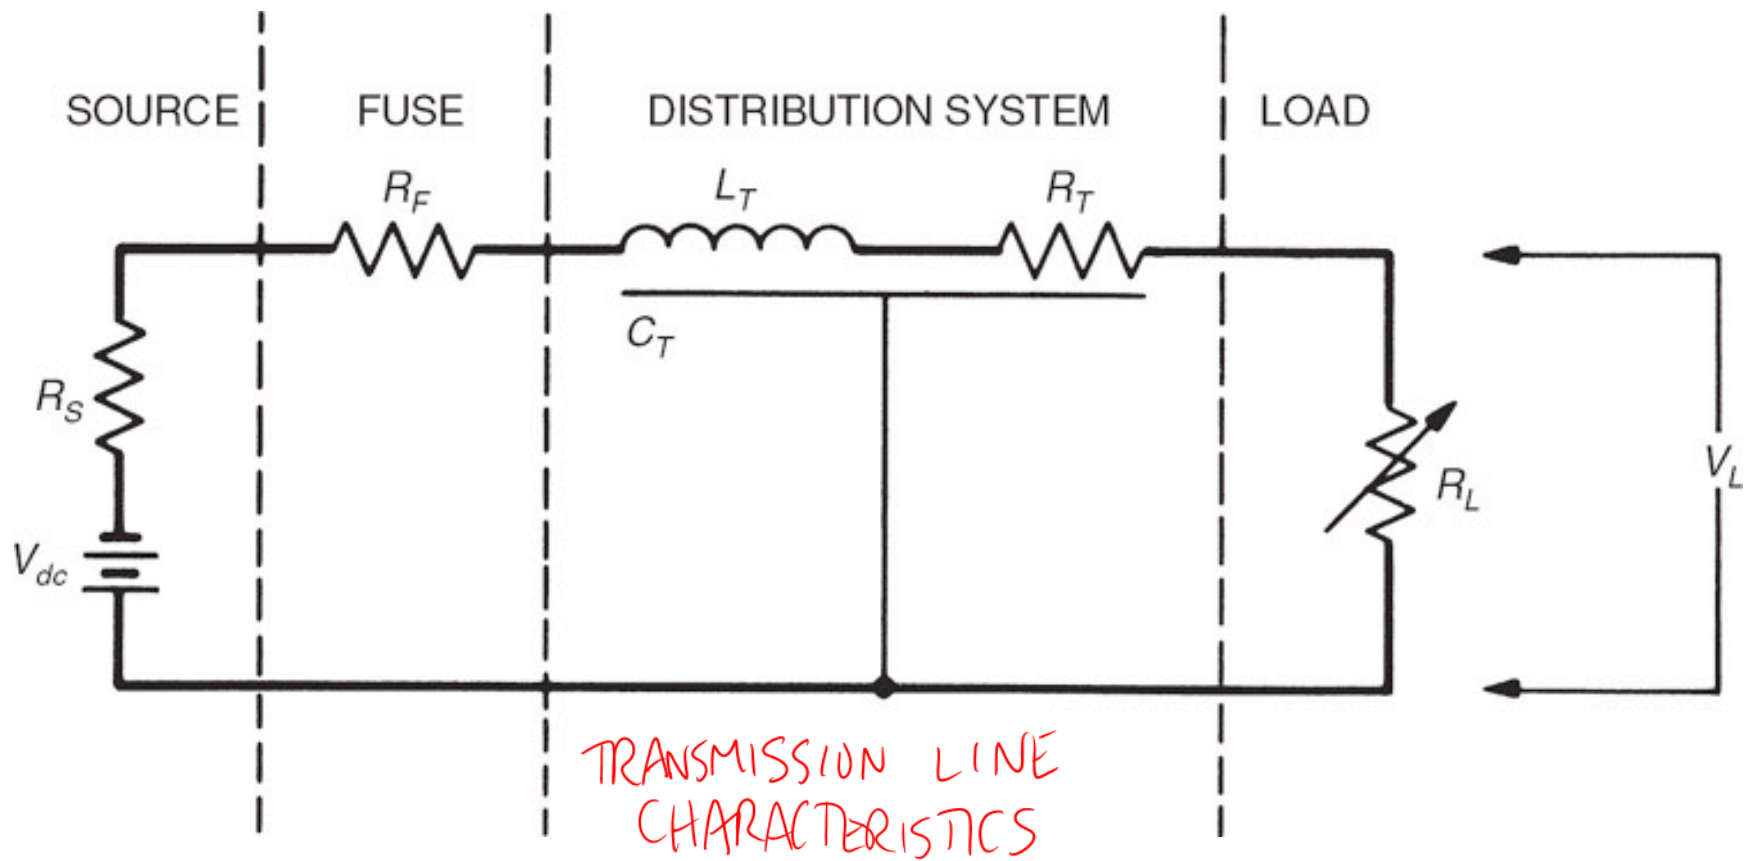 SOURCE FUSE DISTRIBUTION SYSTEM LOAD
R_F L_T R_T
C_T
R_S
V_L
R_L
V_dc
TRANSMISSION LINE
CHARACTERISTICS